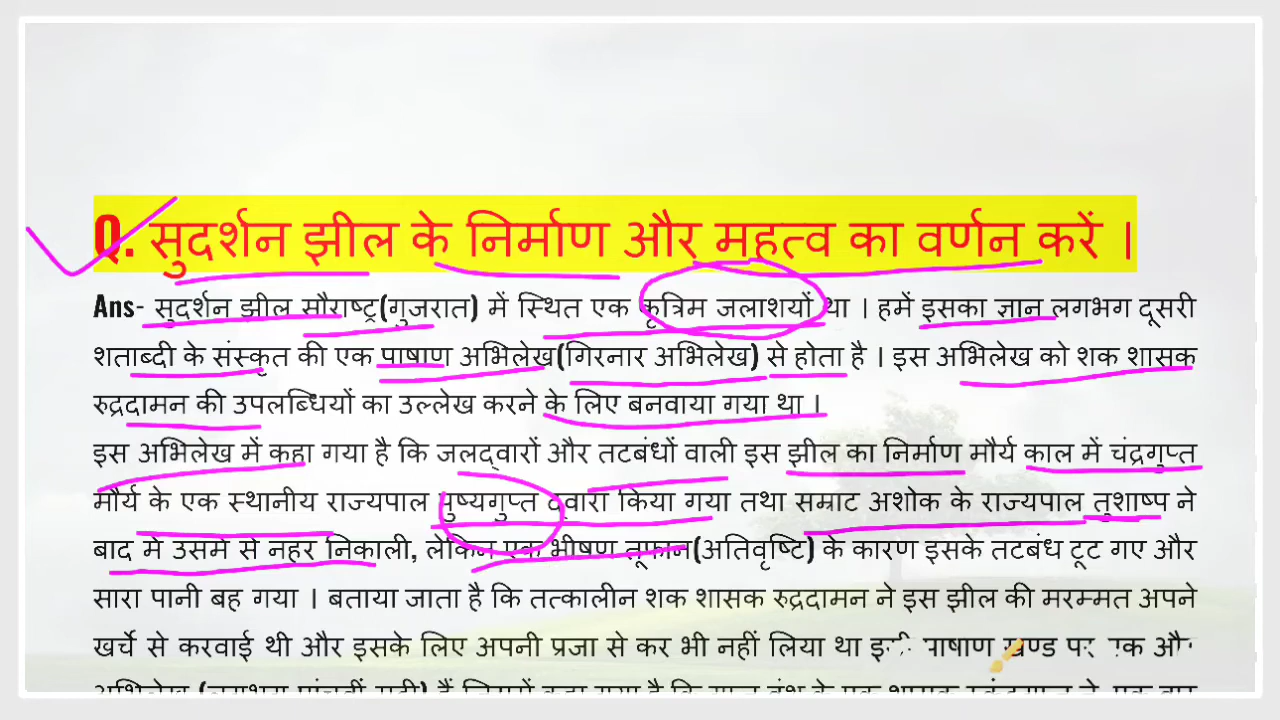 Q. सुदर्शन झील के निर्माण और महत्व का वर्णन करें ।
Ans- सुदर्शन झील सौराष्ट्र(गुजरात) में स्थित एक कृत्रिम जलाशयों था । हमें इसका ज्ञान लगभग दूसरी
शताब्दी के संस्कृत की एक पाषाण अभिलेख(गिरनार अभिलेख) से होता है । इस अभिलेख को शक शासक
रुद्रदामन की उपलब्धियों का उल्लेख करने के लिए बनवाया गया था ।
इस अभिलेख में कहा गया है कि जलद्वारों और तटबंधों वाली इस झील का निर्माण मौर्य काल में चंद्रगुप्त
मौर्य के एक स्थानीय राज्यपाल पुष्यगुप्त द्वारा किया गया तथा सम्राट अशोक के राज्यपाल तुशाष्प ने
बाद में उसमे से नहर निकाली, लेकिन एक भीषण तूफान(अतिवृष्टि) के कारण इसके तटबंध टूट गए और
सारा पानी बह गया । बताया जाता है कि तत्कालीन शक शासक रुद्रदामन ने इस झील की मरम्मत अपने
खर्चे से करवाई थी और इसके लिए अपनी प्रजा से कर भी नहीं लिया था पाषाण खण्ड पर